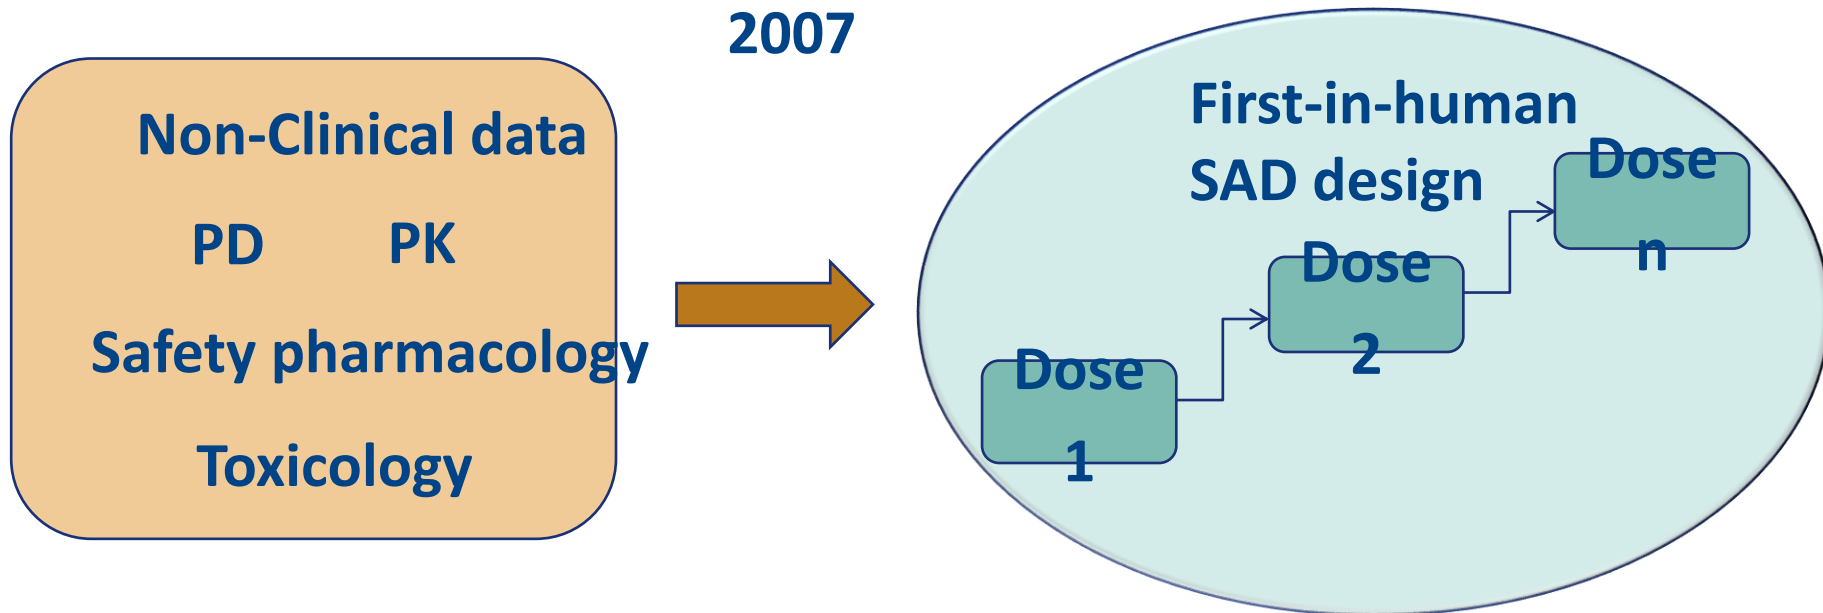 2007
Non-Clinical data
PD PK
Safety pharmacology
Toxicology
First-in-human
SAD design
Dose
1
Dose
2
Dose
n